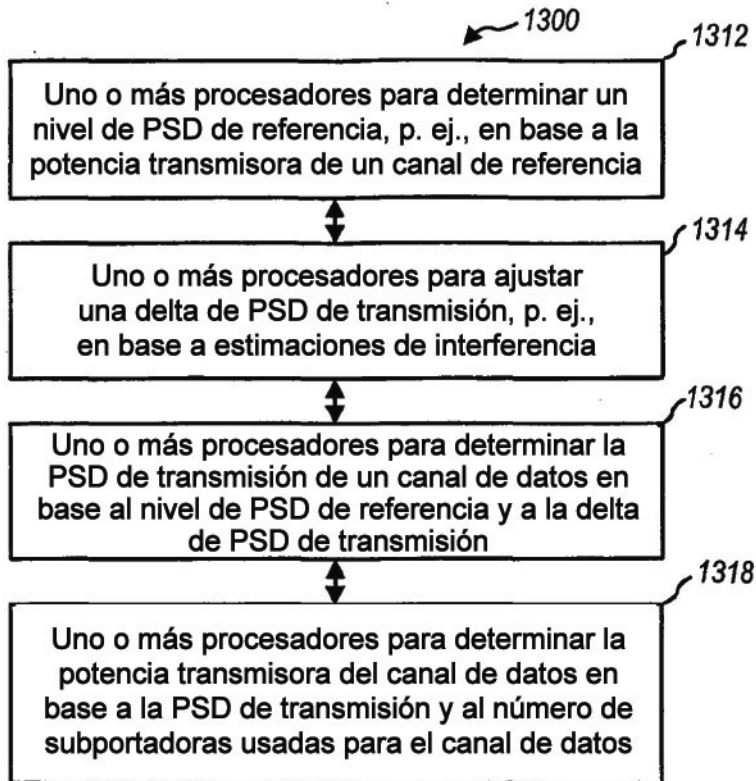 1300
1312
Uno o más procesadores para determinar un
nivel de PSD de referencia, p. ej., en base a la
potencia transmisora de un canal de referencia
1314
Uno o más procesadores para ajustar
una delta de PSD de transmisión, p. ej.,
en base a estimaciones de interferencia
1316
Uno o más procesadores para determinar la
PSD de transmisión de un canal de datos en
base al nivel de PSD de referencia y a la delta
de PSD de transmisión
1318
Uno o más procesadores para determinar la
potencia transmisora del canal de datos en
base a la PSD de transmisión y al número de
subportadoras usadas para el canal de datos